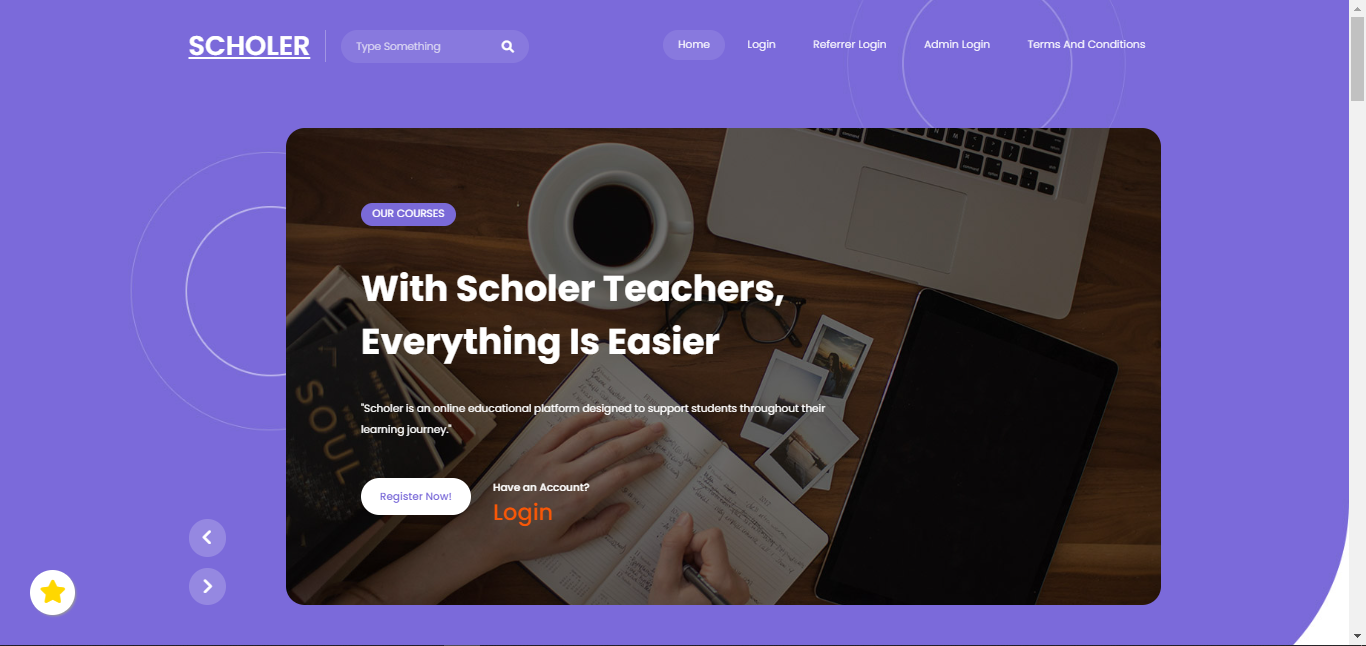 SCHOLER
Type Something
Home
Login
Referrer Login
Admin Login
Terms And Conditions
OUR COURSES
With Scholer Teachers,
Everything Is Easier
"Scholer is an online educational platform designed to support students throughout their
learning journey."
Register Now!
Have an Account?
Login
SOUL